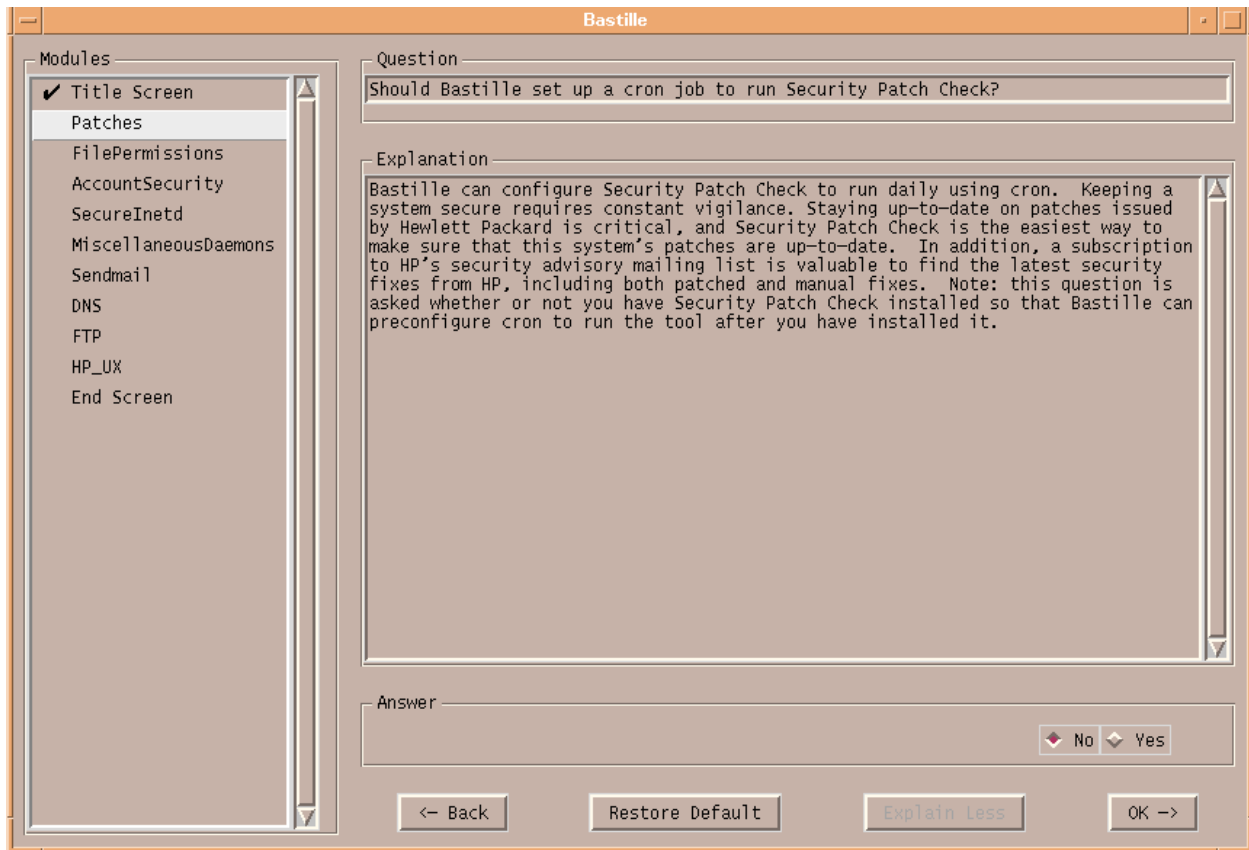 Bastille
Modules
✔ Title Screen
Patches
FilePermissions
AccountSecurity
SecureInetd
MiscellaneousDaemons
Sendmail
DNS
FTP
HP_UX
End Screen
Question
Should Bastille set up a cron job to run Security Patch Check?
Explanation
Bastille can configure Security Patch Check to run daily using cron.  Keeping a
system secure requires constant vigilance. Staying up-to-date on patches issued
by Hewlett Packard is critical, and Security Patch Check is the easiest way to
make sure that this system's patches are up-to-date.  In addition, a subscription
to HP's security advisory mailing list is valuable to find the latest security
fixes from HP, including both patched and manual fixes.  Note: this question is
asked whether or not you have Security Patch Check installed so that Bastille can
preconfigure cron to run the tool after you have installed it.
Answer
No Yes
<- Back Restore Default Explain Less OK ->